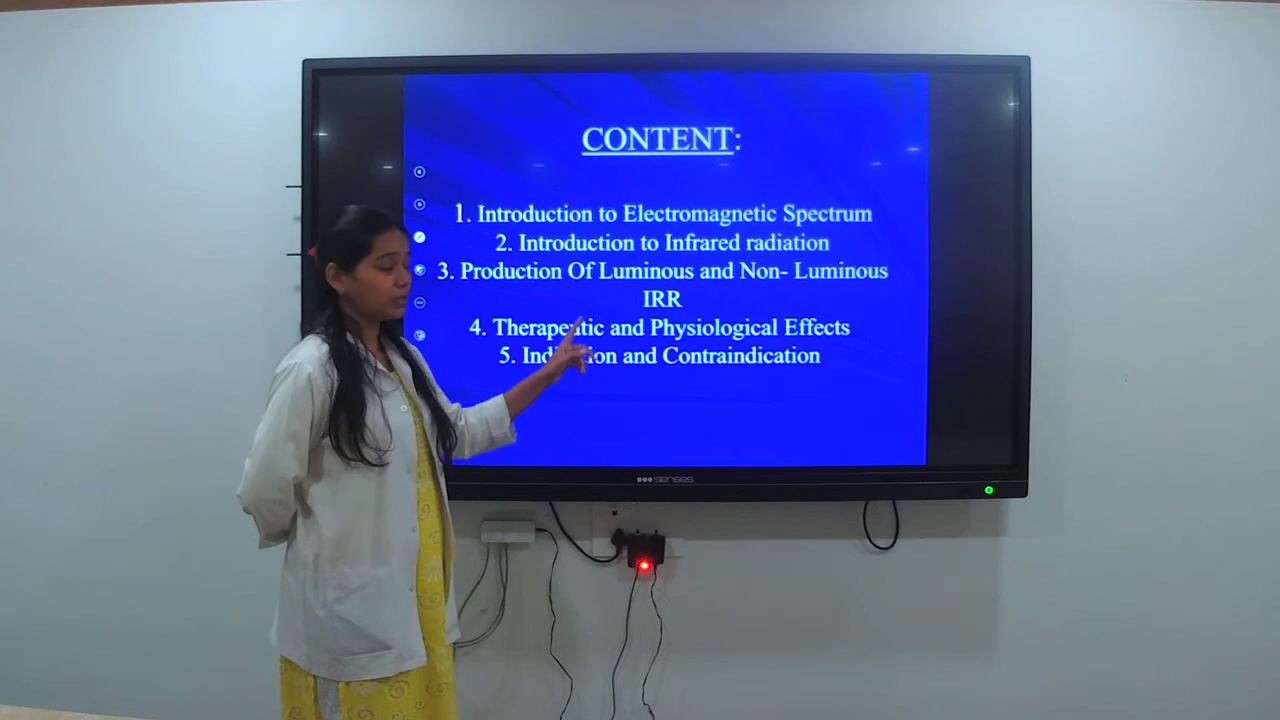 CONTENT:
1. Introduction to Electromagnetic Spectrum
2. Introduction to Infrared radiation
3. Production Of Luminous and Non- Luminous
IRR
4. Therapeutic and Physiological Effects
5. Indication and Contraindication
senses